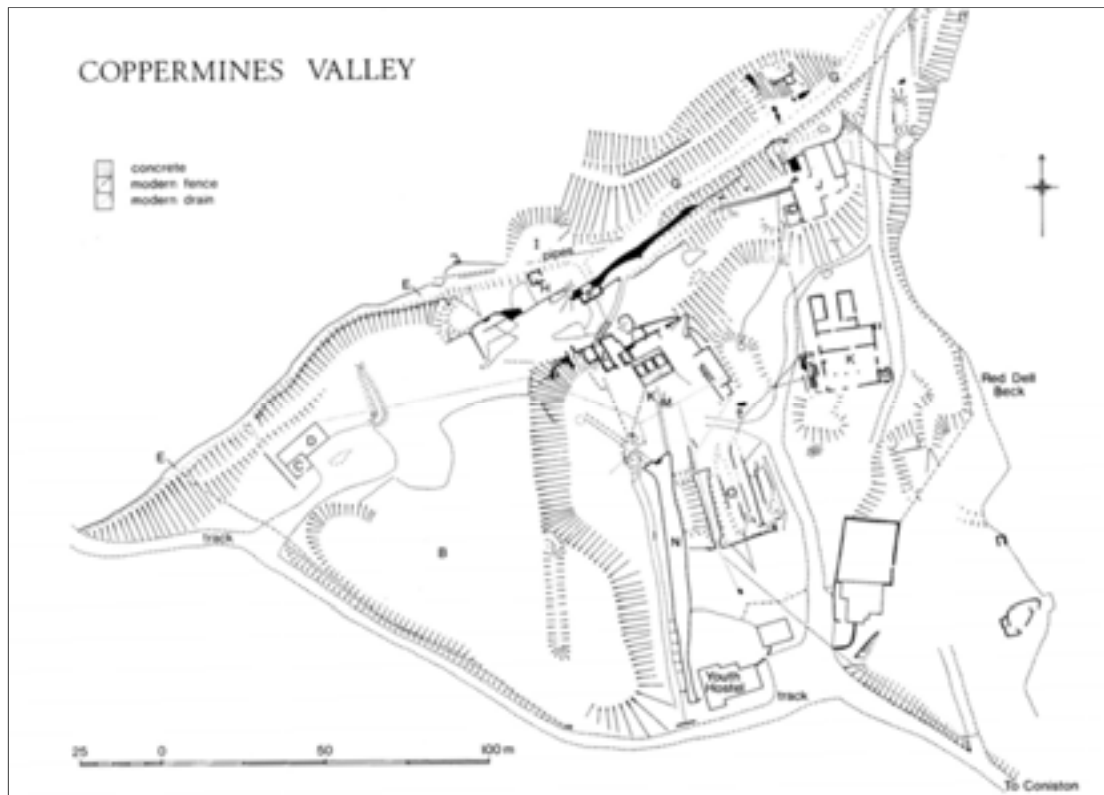 COPPERMINES VALLEY
concrete
modern fence
modern drain
G
G
I
pipes
E
H
K
Red Dell
Beck
K
M
E
D
C
track
B
N
O
Youth
Hostel
track
25 0 50 100 m
To Coniston